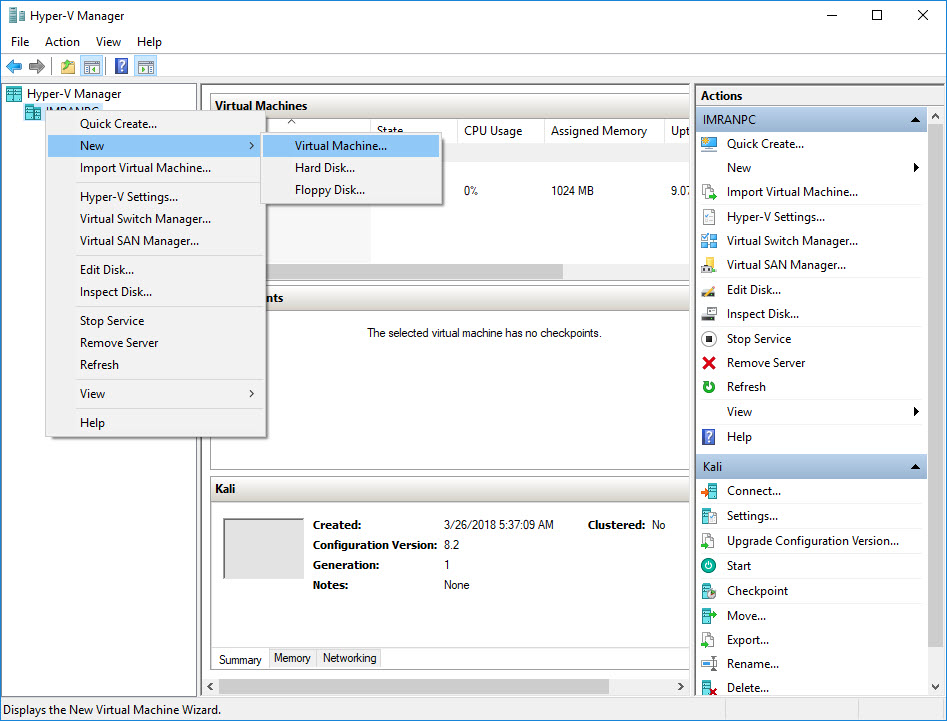 Hyper-V Manager
File Action View Help
Hyper-V Manager
IMRANPC
Quick Create...
New
Import Virtual Machine...
Hyper-V Settings...
Virtual Switch Manager...
Virtual SAN Manager...
Edit Disk...
Inspect Disk...
Stop Service
Remove Server
Refresh
View
Help
Virtual Machine...
Hard Disk...
Floppy Disk...
Virtual Machines
State CPU Usage Assigned Memory Upt
0% 1024 MB 9.07
nts
The selected virtual machine has no checkpoints.
Kali
Created: 3/26/2018 5:37:09 AM Clustered: No
Configuration Version: 8.2
Generation: 1
Notes: None
Summary Memory Networking
Actions
IMRANPC
Quick Create...
New
Import Virtual Machine...
Hyper-V Settings...
Virtual Switch Manager...
Virtual SAN Manager...
Edit Disk...
Inspect Disk...
Stop Service
Remove Server
Refresh
View
Help
Kali
Connect...
Settings...
Upgrade Configuration Version...
Start
Checkpoint
Move...
Export...
Rename...
Delete...
Displays the New Virtual Machine Wizard.